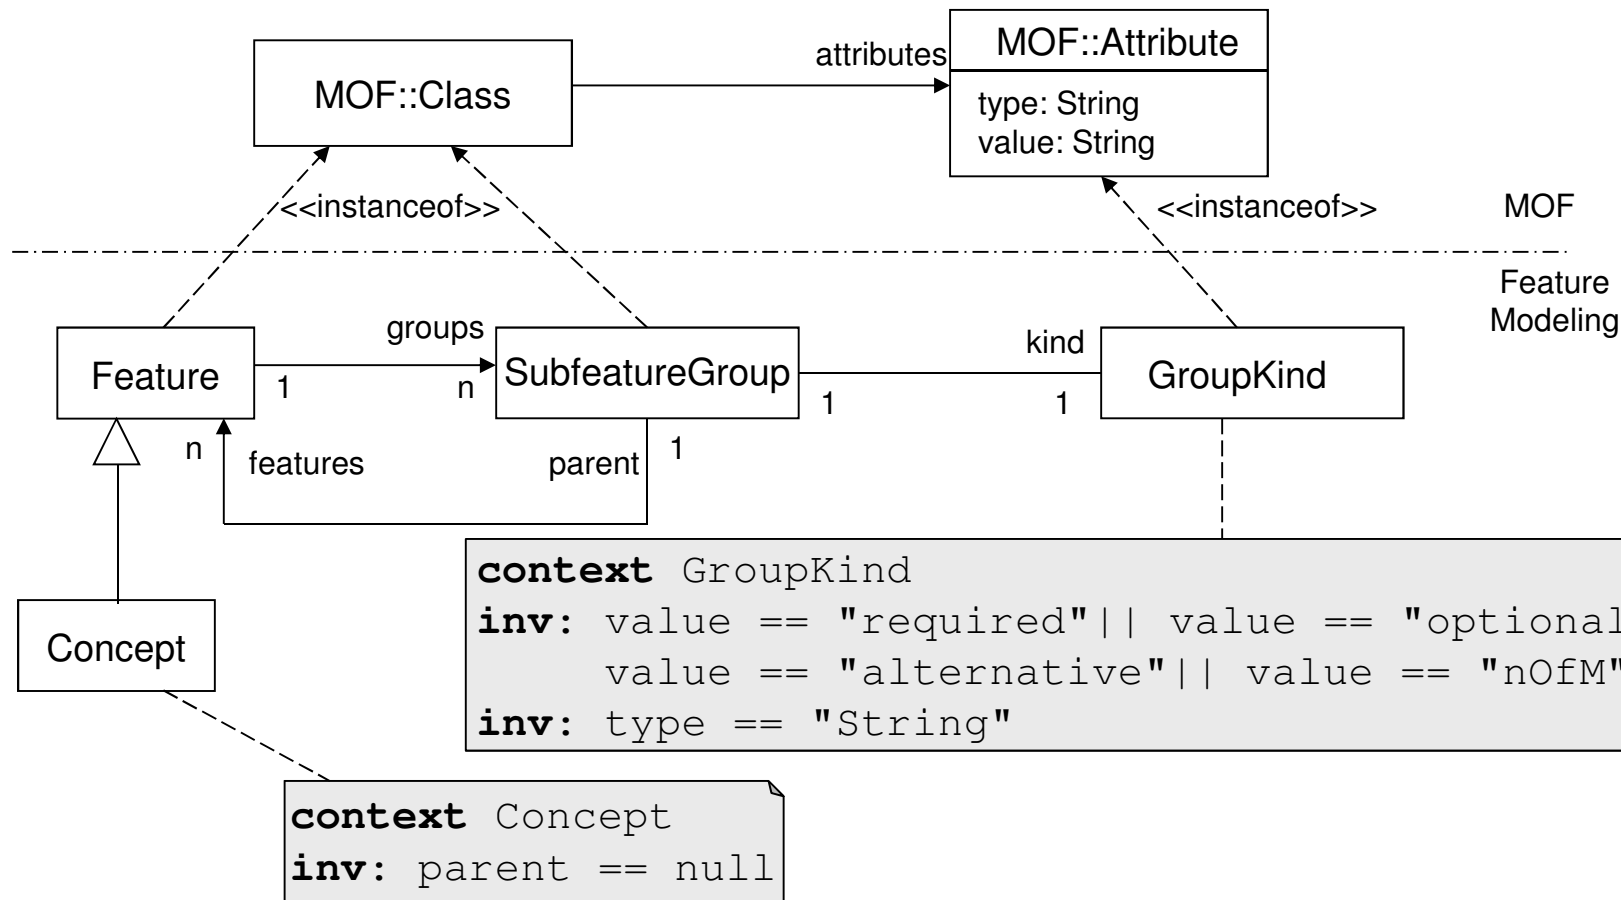 MOF::Class
attributes
MOF::Attribute
type: String
value: String
<<instanceof>>
<<instanceof>>
MOF
Feature
Modeling
Feature
1
groups
n
SubfeatureGroup
1
kind
1
GroupKind
n
features
parent
1
Concept
context GroupKind
inv: value == "required"|| value == "optional
value == "alternative"|| value == "nOfM"
inv: type == "String"
context Concept
inv: parent == null